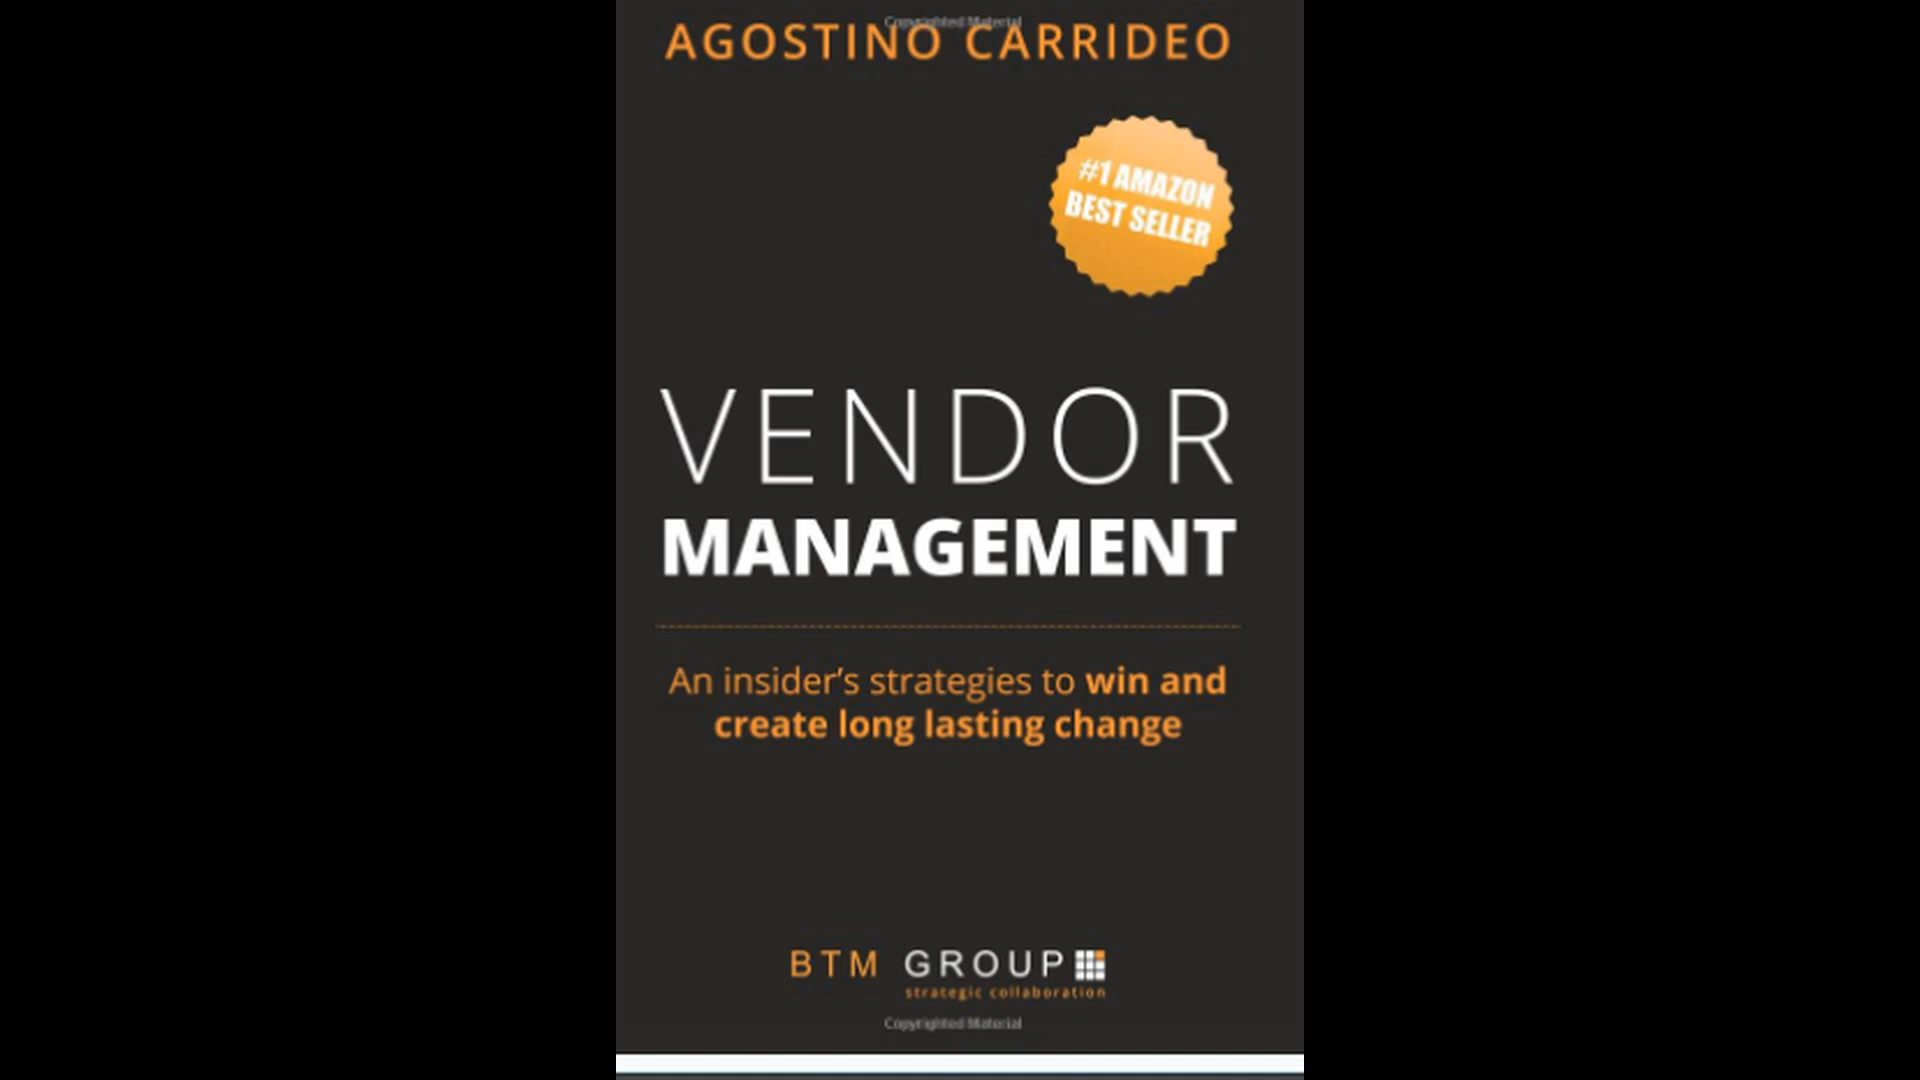 Copyrighted Material
AGOSTINO CARRIDEO
#1 AMAZON
BEST SELLER
VENDOR
MANAGEMENT
An insider's strategies to win and
create long lasting change
BTM GROUP
strategic collaboration
Copyrighted Material